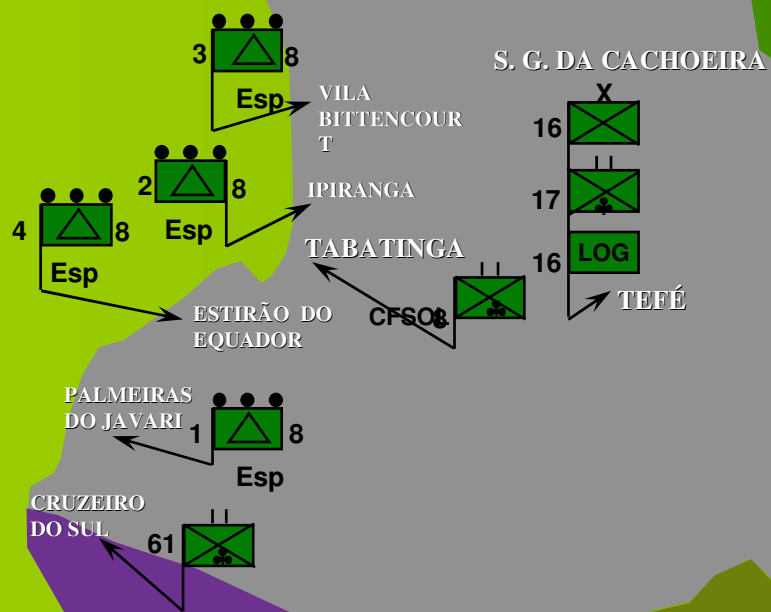 3
8
Esp
VILA
BITTENCOUR
T
S. G. DA CACHOEIRA
X
16
17
16
LOG
TEFÉ
2
8
Esp
IPIRANGA
4
8
Esp
TABATINGA
CFSOL
8
ESTIRÃO DO
EQUADOR
PALMEIRAS
DO JAVARI
1
8
Esp
CRUZEIRO
DO SUL
61